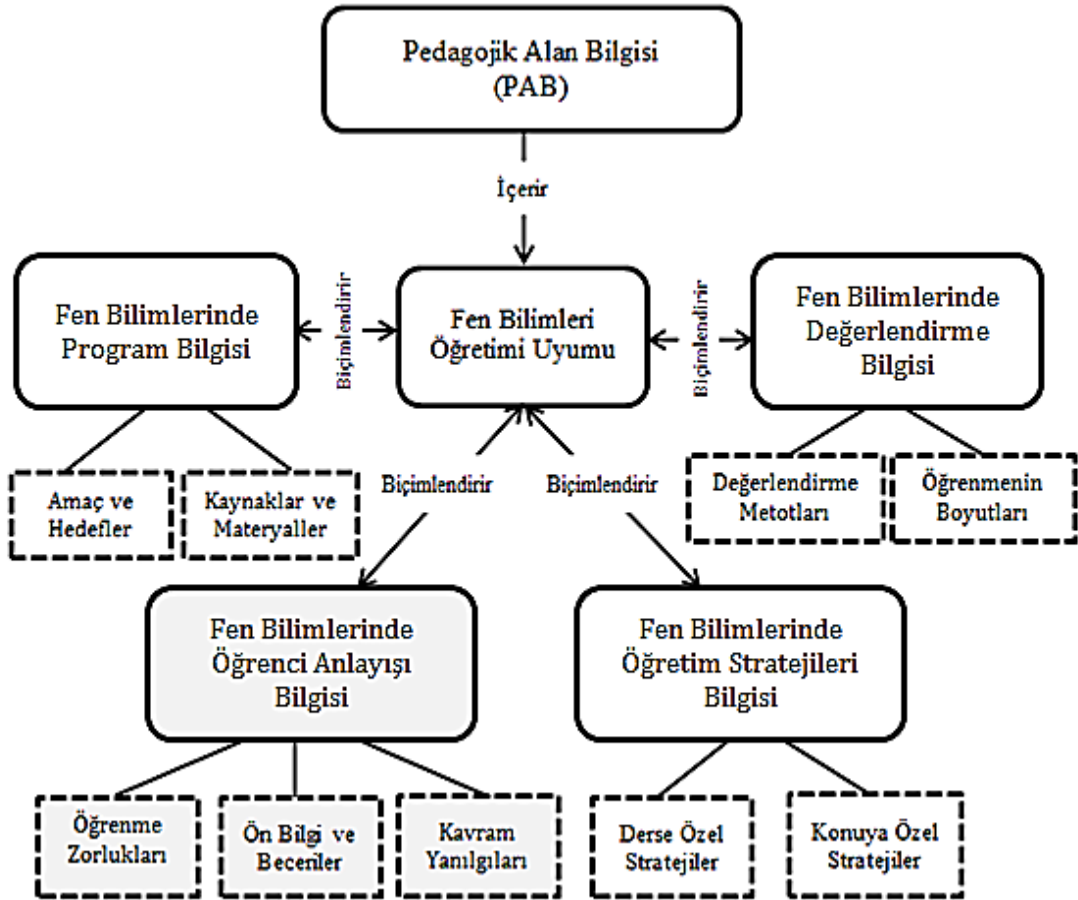 Pedagojik Alan Bilgisi
(PAB)
İçerir
Fen Bilimlerinde
Program Bilgisi
Biçimlendirir
Fen Bilimleri
Öğretimi Uyumu
Biçimlendirir
Fen Bilimlerinde
Değerlendirme
Bilgisi
Amaç ve
Hedefler
Kaynaklar ve
Materyaller
Biçimlendirir
Biçimlendirir
Değerlendirme
Metotları
Öğrenmenin
Boyutları
Fen Bilimlerinde
Öğrenci Anlayışı
Bilgisi
Fen Bilimlerinde
Öğretim Stratejileri
Bilgisi
Öğrenme
Zorlukları
Ön Bilgi ve
Beceriler
Kavram
Yanılgıları
Derse Özel
Stratejiler
Konuya Özel
Stratejiler